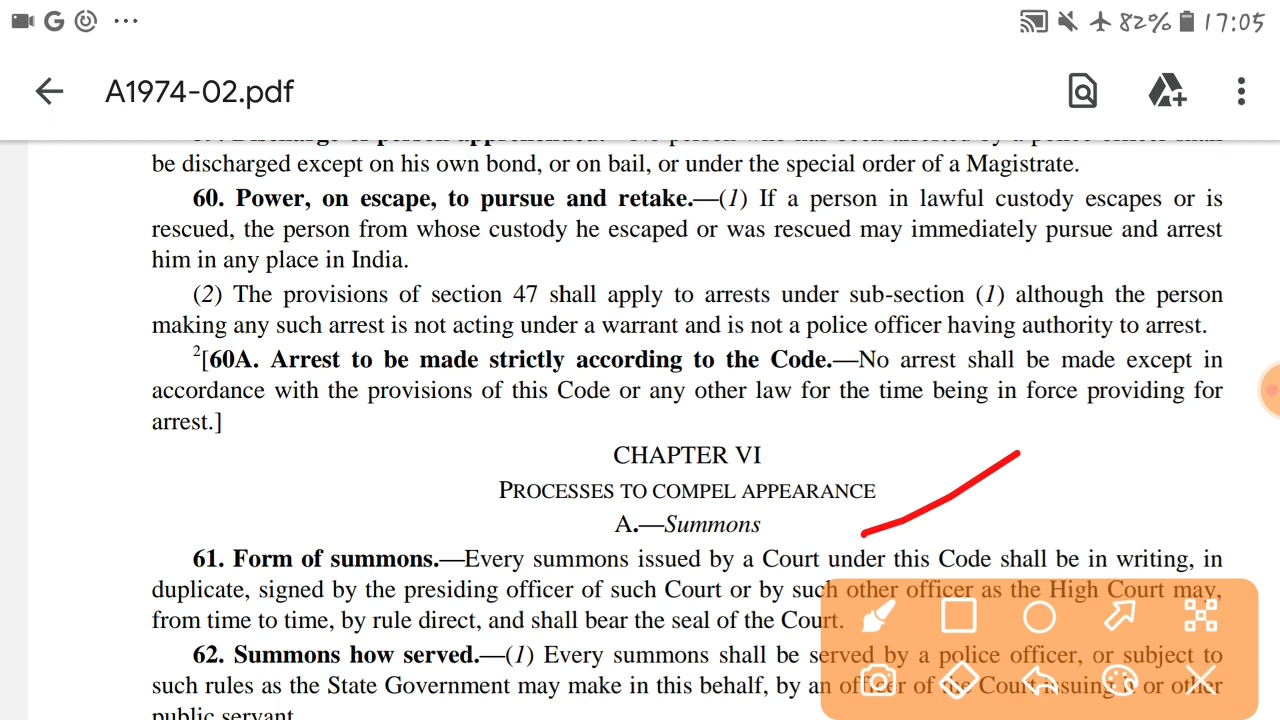 G ... 82% 17:05
A1974-02.pdf
be discharged except on his own bond, or on bail, or under the special order of a Magistrate.
60. Power, on escape, to pursue and retake.—(1) If a person in lawful custody escapes or is
rescued, the person from whose custody he escaped or was rescued may immediately pursue and arrest
him in any place in India.
(2) The provisions of section 47 shall apply to arrests under sub-section (1) although the person
making any such arrest is not acting under a warrant and is not a police officer having authority to arrest.
2[60A. Arrest to be made strictly according to the Code.—No arrest shall be made except in
accordance with the provisions of this Code or any other law for the time being in force providing for
arrest.]
CHAPTER VI
PROCESSES TO COMPEL APPEARANCE
A.—Summons
61. Form of summons.—Every summons issued by a Court under this Code shall be in writing, in
duplicate, signed by the presiding officer of such Court or by such other officer as the High Court may,
from time to time, by rule direct, and shall bear the seal of the Court.
62. Summons how served.—(1) Every summons shall be served by a police officer, or subject to
such rules as the State Government may make in this behalf, by an officer of the Court issuing it or other
public servant.